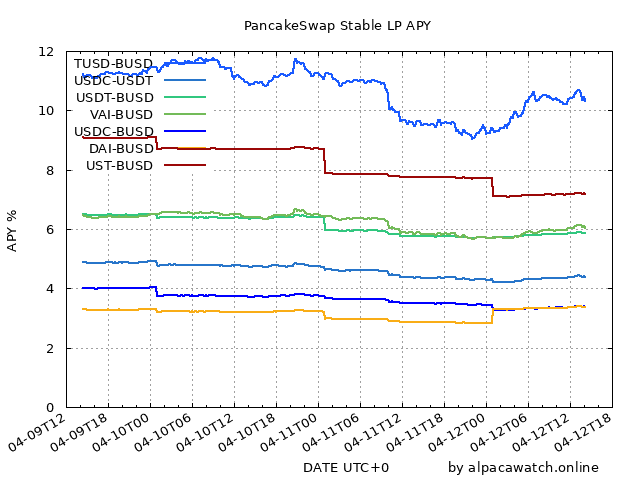 PancakeSwap Stable LP APY
12
10
8
6
4
2
0
APY %
TUSD-BUSD
USDC-USDT
USDT-BUSD
VAI-BUSD
USDC-BUSD
DAI-BUSD
UST-BUSD
04-09T12
04-09T18
04-10T00
04-10T06
04-10T12
04-10T18
04-11T00
04-11T06
04-11T12
04-11T18
04-12T00
04-12T06
04-12T12
04-12T18
DATE UTC+0
by alpacawatch.online